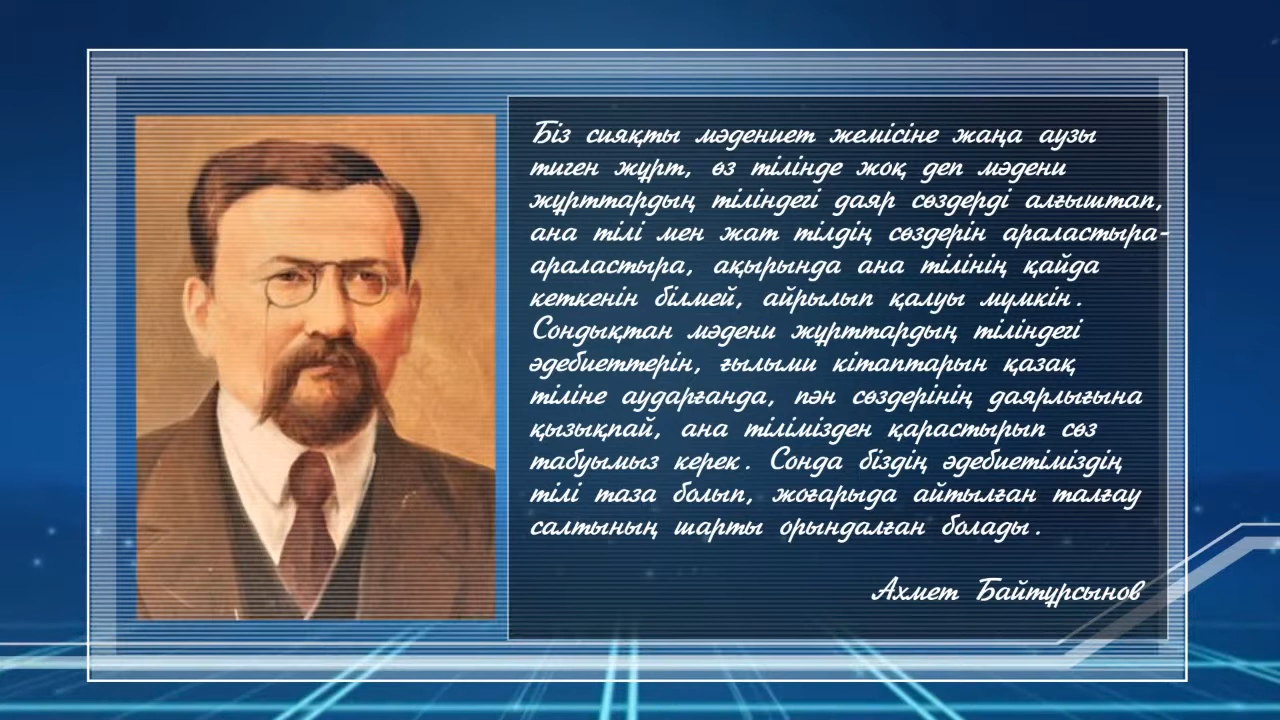 Біз сияқты мәдениет жемісіне жаңа аузы
тиген жұрт, өз тілінде жоқ деп мәдени
жұрттардың тіліндегі даяр сөздерді алғыштап,
ана тілі мен жат тілдің сөздерін араластыра-
араластыра, ақырында ана тілінің қайда
кеткенін білмей, айрылып қалуы мүмкін.
Сондықтан мәдени жұрттардың тіліндегі
әдебиеттерін, ғылыми кітаптарын қазақ
тіліне аударғанда, пән сөздерінің даярлығына
қызықпай, ана тілімізден қарастырып сөз
табуымыз керек. Сонда біздің әдебиетіміздің
тілі таза болып, жоғарыда айтылған талғау
салтының шарты орындалған болады.
Ахмет Байтұрсынов